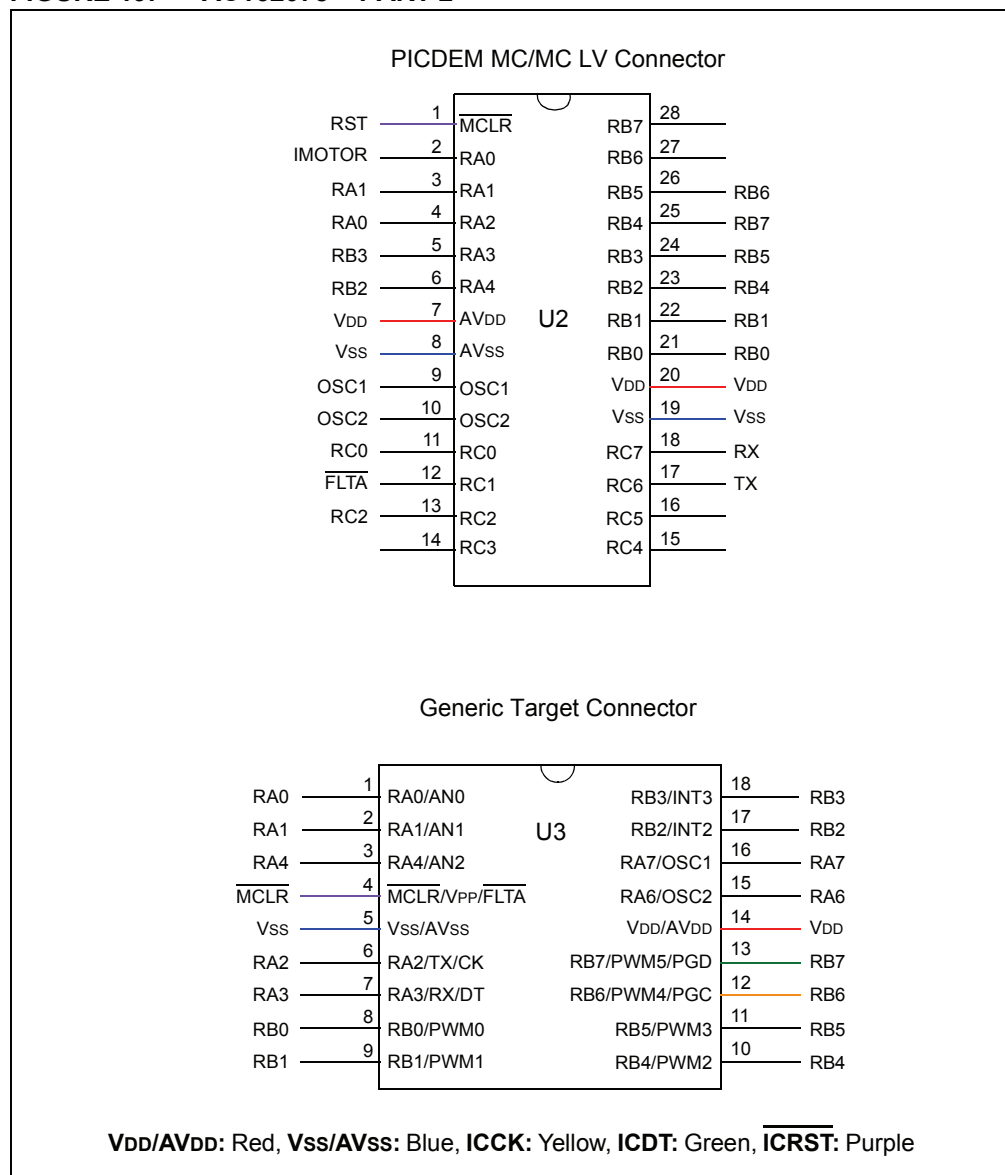 PICDEM MC/MC LV Connector
RST 1 MCLR RB7 28
IMOTOR 2 RA0 RB6 27
RA1 3 RA1 RB5 26 RB6
RA0 4 RA2 RB4 25 RB7
RB3 5 RA3 RB3 24 RB5
RB2 6 RA4 RB2 23 RB4
VDD 7 AVDD U2 RB1 22 RB1
VSS 8 AVSS RB0 21 RB0
OSC1 9 OSC1 VDD 20 VDD
OSC2 10 OSC2 VSS 19 VSS
RC0 11 RC0 RC7 18 RX
FLTA 12 RC1 RC6 17 TX
RC2 13 RC2 RC5 16
14 RC3 RC4 15
Generic Target Connector
RA0 1 RA0/AN0 RB3/INT3 18 RB3
RA1 2 RA1/AN1 U3 RB2/INT2 17 RB2
RA4 3 RA4/AN2 RA7/OSC1 16 RA7
MCLR 4 MCLR/VPP/FLTA RA6/OSC2 15 RA6
VSS 5 VSS/AVSS VDD/AVDD 14 VDD
RA2 6 RA2/TX/CK RB7/PWM5/PGD 13 RB7
RA3 7 RA3/RX/DT RB6/PWM4/PGC 12 RB6
RB0 8 RB0/PWM0 RB5/PWM3 11 RB5
RB1 9 RB1/PWM1 RB4/PWM2 10 RB4
VDD/AVDD: Red, VSS/AVSS: Blue, ICCK: Yellow, ICDT: Green, ICRST: Purple